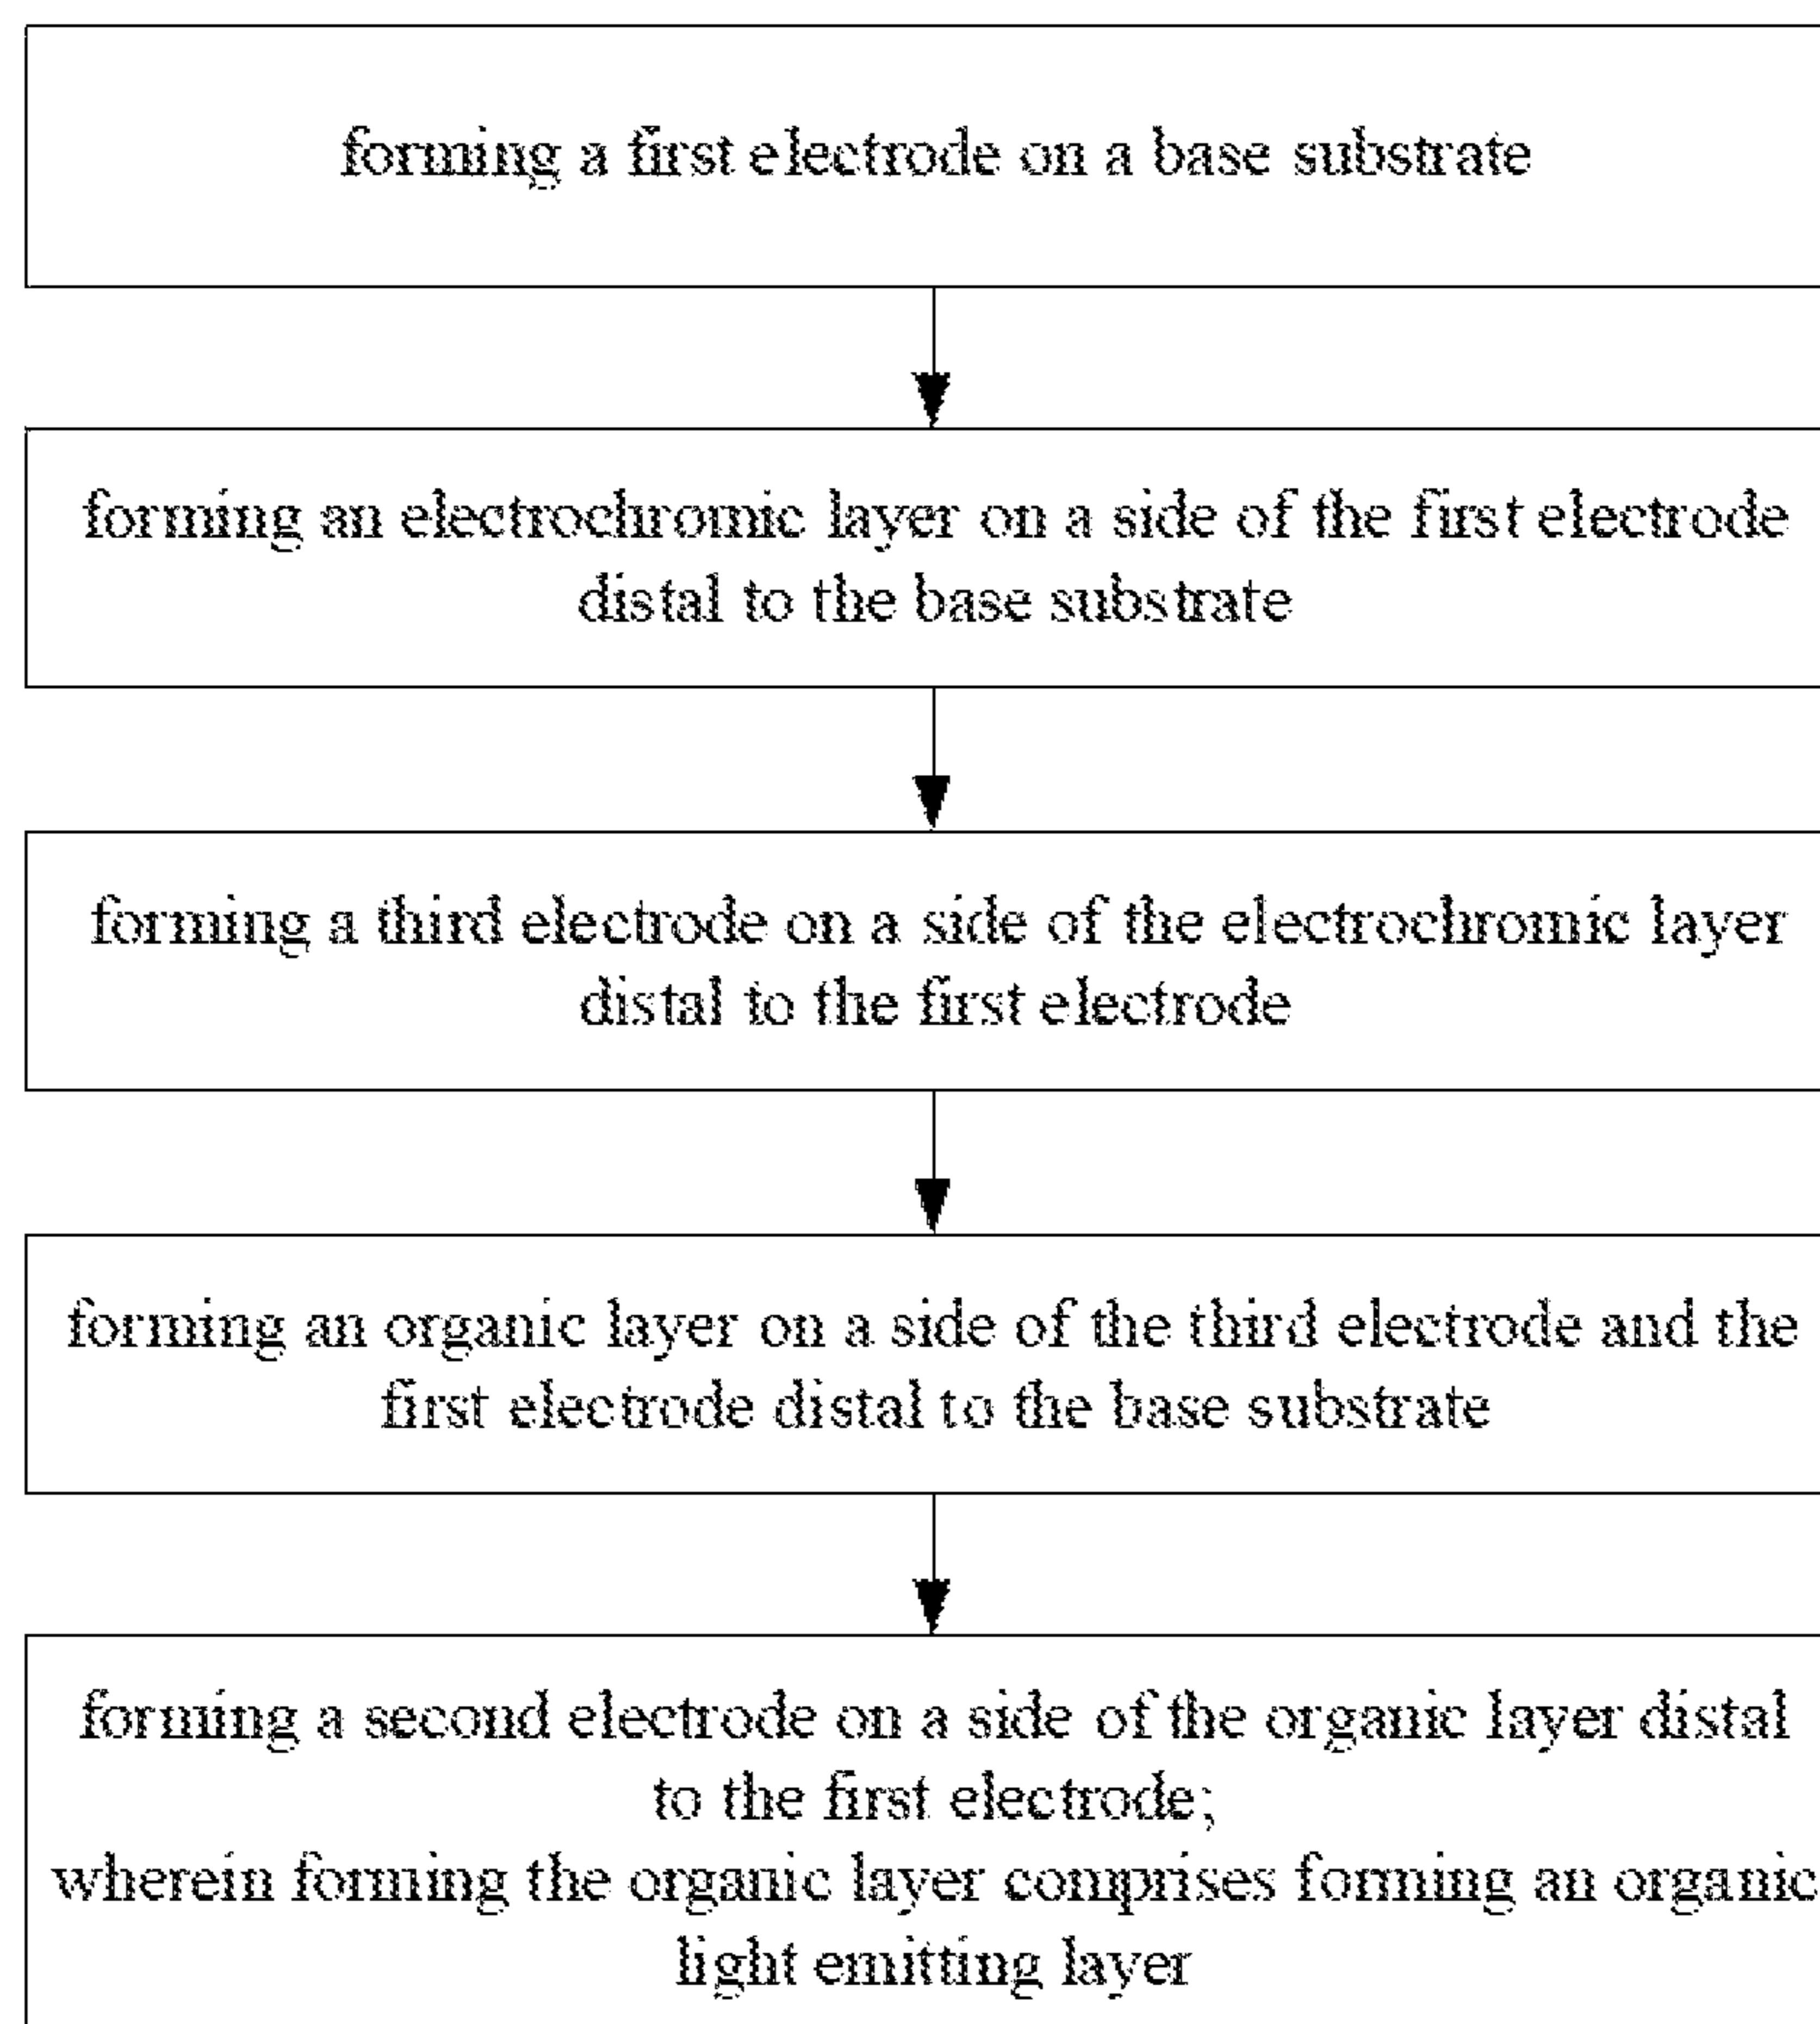 forming a first electrode on a base substrate
forming an electrochromic layer on a side of the first electrode
distal to the base substrate
forming a third electrode on a side of the electrochromic layer
distal to the first electrode
forming an organic layer on a side of the third electrode and the
first electrode distal to the base substrate
forming a second electrode on a side of the organic layer distal
to the first electrode;
wherein forming the organic layer comprises forming an organic
light emitting layer